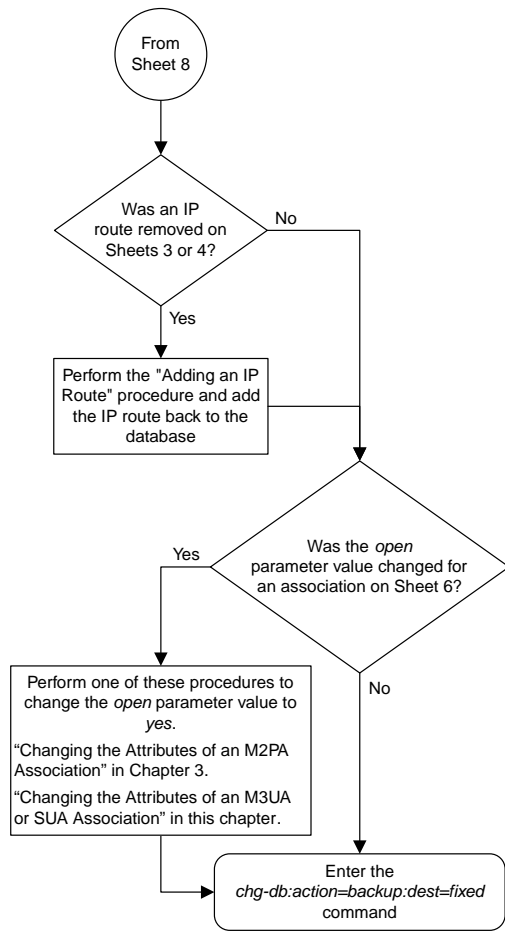 From
Sheet 8
Was an IP
route removed on
Sheets 3 or 4?
No
Yes
Perform the "Adding an IP
Route" procedure and add
the IP route back to the
database
Was the open
parameter value changed for
an association on Sheet 6?
Yes
No
Perform one of these procedures to
change the open parameter value to
yes.
“Changing the Attributes of an M2PA
Association” in Chapter 3.
“Changing the Attributes of an M3UA
or SUA Association” in this chapter.
Enter the
chg-db:action=backup:dest=fixed
command